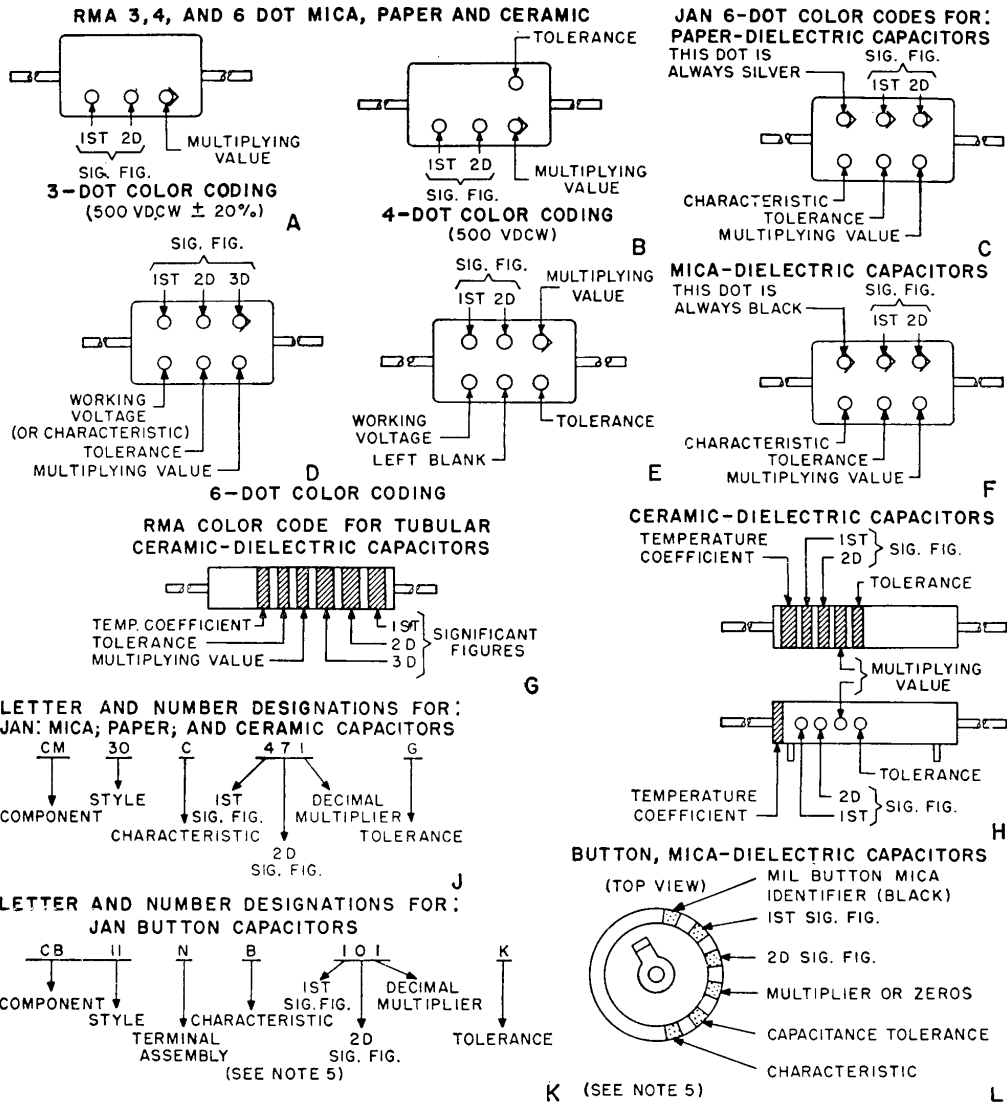 RMA 3,4, AND 6 DOT MICA, PAPER AND CERAMIC
1ST 2D
SIG. FIG.
MULTIPLYING
VALUE
3-DOT COLOR CODING
(500 VDCW ± 20%)
A
TOLERANCE
1ST 2D
SIG. FIG.
MULTIPLYING
VALUE
4-DOT COLOR CODING
(500 VDCW)
B
JAN 6-DOT COLOR CODES FOR:
PAPER-DIELECTRIC CAPACITORS
THIS DOT IS
ALWAYS SILVER
SIG. FIG.
1ST 2D
CHARACTERISTIC
TOLERANCE
MULTIPLYING VALUE
C
SIG. FIG.
1ST 2D 3D
WORKING
VOLTAGE
(OR CHARACTERISTIC)
TOLERANCE
MULTIPLYING VALUE
D
SIG. FIG.
1ST 2D
MULTIPLYING
VALUE
WORKING
VOLTAGE
LEFT BLANK
TOLERANCE
E
6-DOT COLOR CODING
MICA-DIELECTRIC CAPACITORS
THIS DOT IS
ALWAYS BLACK
SIG. FIG.
1ST 2D
CHARACTERISTIC
TOLERANCE
MULTIPLYING VALUE
F
RMA COLOR CODE FOR TUBULAR
CERAMIC-DIELECTRIC CAPACITORS
TEMP. COEFFICIENT
TOLERANCE
MULTIPLYING VALUE
1ST
2D
3D
SIGNIFICANT
FIGURES
G
CERAMIC-DIELECTRIC CAPACITORS
TEMPERATURE
COEFFICIENT
1ST
2D
SIG. FIG.
TOLERANCE
MULTIPLYING
VALUE
TOLERANCE
TEMPERATURE
COEFFICIENT
2D
1ST
SIG. FIG.
H
LETTER AND NUMBER DESIGNATIONS FOR:
JAN: MICA; PAPER; AND CERAMIC CAPACITORS
CM 30 C 471 G
COMPONENT
STYLE
CHARACTERISTIC
1ST
SIG. FIG.
2D
SIG. FIG.
DECIMAL
MULTIPLIER
TOLERANCE
J
LETTER AND NUMBER DESIGNATIONS FOR:
JAN BUTTON CAPACITORS
CB 11 N B 101 K
COMPONENT
STYLE
TERMINAL
ASSEMBLY
CHARACTERISTIC
1ST
SIG.FIG.
2D
SIG. FIG.
DECIMAL
MULTIPLIER
TOLERANCE
(SEE NOTE 5)
K
BUTTON, MICA-DIELECTRIC CAPACITORS
(TOP VIEW)
MIL BUTTON MICA
IDENTIFIER (BLACK)
1ST SIG. FIG.
2D SIG. FIG.
MULTIPLIER OR ZEROS
CAPACITANCE TOLERANCE
CHARACTERISTIC
(SEE NOTE 5)
L